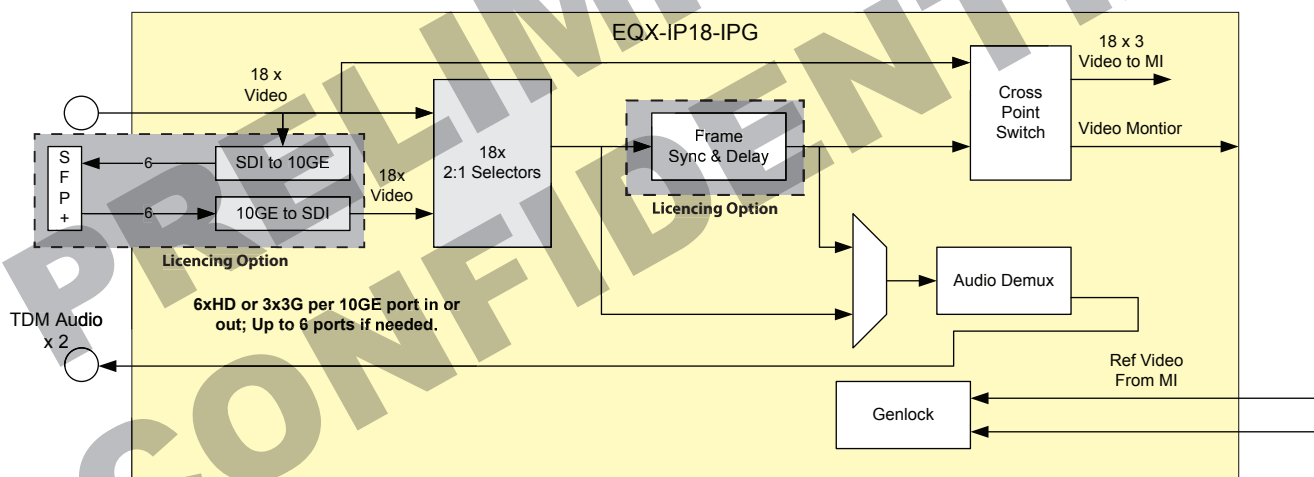 EQX-IP18-IPG
18 x
Video
18 x 3
Video to MI
Cross
Point
Switch
Video Montior
S
F
P
+
6
SDI to 10GE
6
10GE to SDI
18x
Video
18x
2:1 Selectors
Frame
Sync & Delay
Licencing Option
Licencing Option
6xHD or 3x3G per 10GE port in or
out; Up to 6 ports if needed.
Audio Demux
TDM Audio
x 2
Ref Video
From MI
Genlock
PRELIM
CONFIDENTI